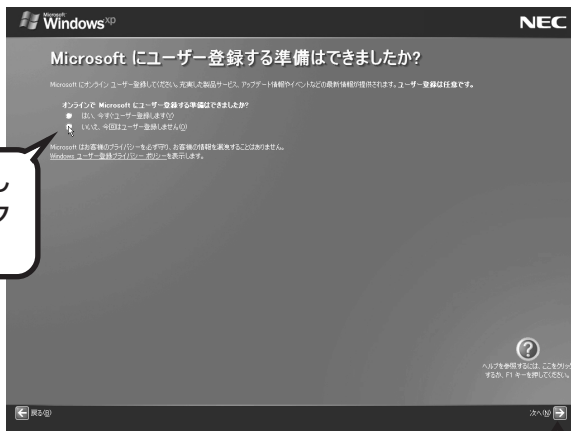 Microsoft
Windows xp
NEC
Microsoft にユーザー登録する準備はできましたか?
Microsoft にオンライン ユーザー登録してください。充実した製品サービス、アップデート情報やイベントなどの最新情報が提供されます。ユーザー登録は任意です。
オンラインで Microsoft にユーザー登録する準備はできましたか?
はい、今すぐユーザー登録します(Y)
いいえ、今回はユーザー登録しません(O)
Microsoft はお客様のプライバシーを必ず守り、お客様の情報を漏洩することはありません。
Windows ユーザー登録プライバシー ポリシーを表示します。
し
ク
?
ヘルプを参照するには、ここをクリック
するか、F1 キーを押してください。
戻る(B)
次へ(N)